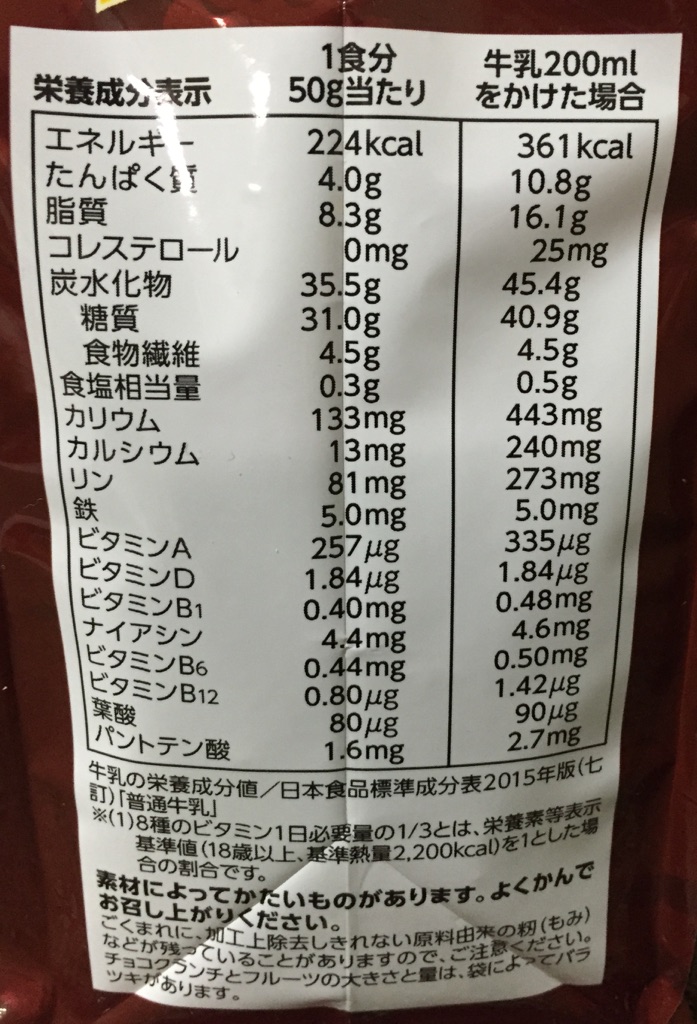 栄養成分表示 1食分50g当たり 牛乳200mlをかけた場合
エネルギー 224kcal 361kcal
たんぱく質 4.0g 10.8g
脂質 8.3g 16.1g
コレステロール 0mg 25mg
炭水化物 35.5g 45.4g
糖質 31.0g 40.9g
食物繊維 4.5g 4.5g
食塩相当量 0.3g 0.5g
カリウム 133mg 443mg
カルシウム 13mg 240mg
リン 81mg 273mg
鉄 5.0mg 5.0mg
ビタミンA 257μg 335μg
ビタミンD 1.84μg 1.84μg
ビタミンB1 0.40mg 0.48mg
ナイアシン 4.4mg 4.6mg
ビタミンB6 0.44mg 0.50mg
ビタミンB12 0.80μg 1.42μg
葉酸 80μg 90μg
パントテン酸 1.6mg 2.7mg
牛乳の栄養成分値／日本食品標準成分表2015年版(七
訂)「普通牛乳」
※(1)8種のビタミン1日必要量の1/3とは、栄養素等表示
基準値(18歳以上、基準熱量2,200kcal)を1とした場
合の割合です。
素材によってかたいものがあります。よくかんで
お召し上がりください。
ごくまれに、加工上除去しきれない原料由来の籾(もみ)
などが残っていることがありますので、ご注意ください。
チョコクランチとフルーツの大きさと量は、袋によってバラ
ツキがあります。